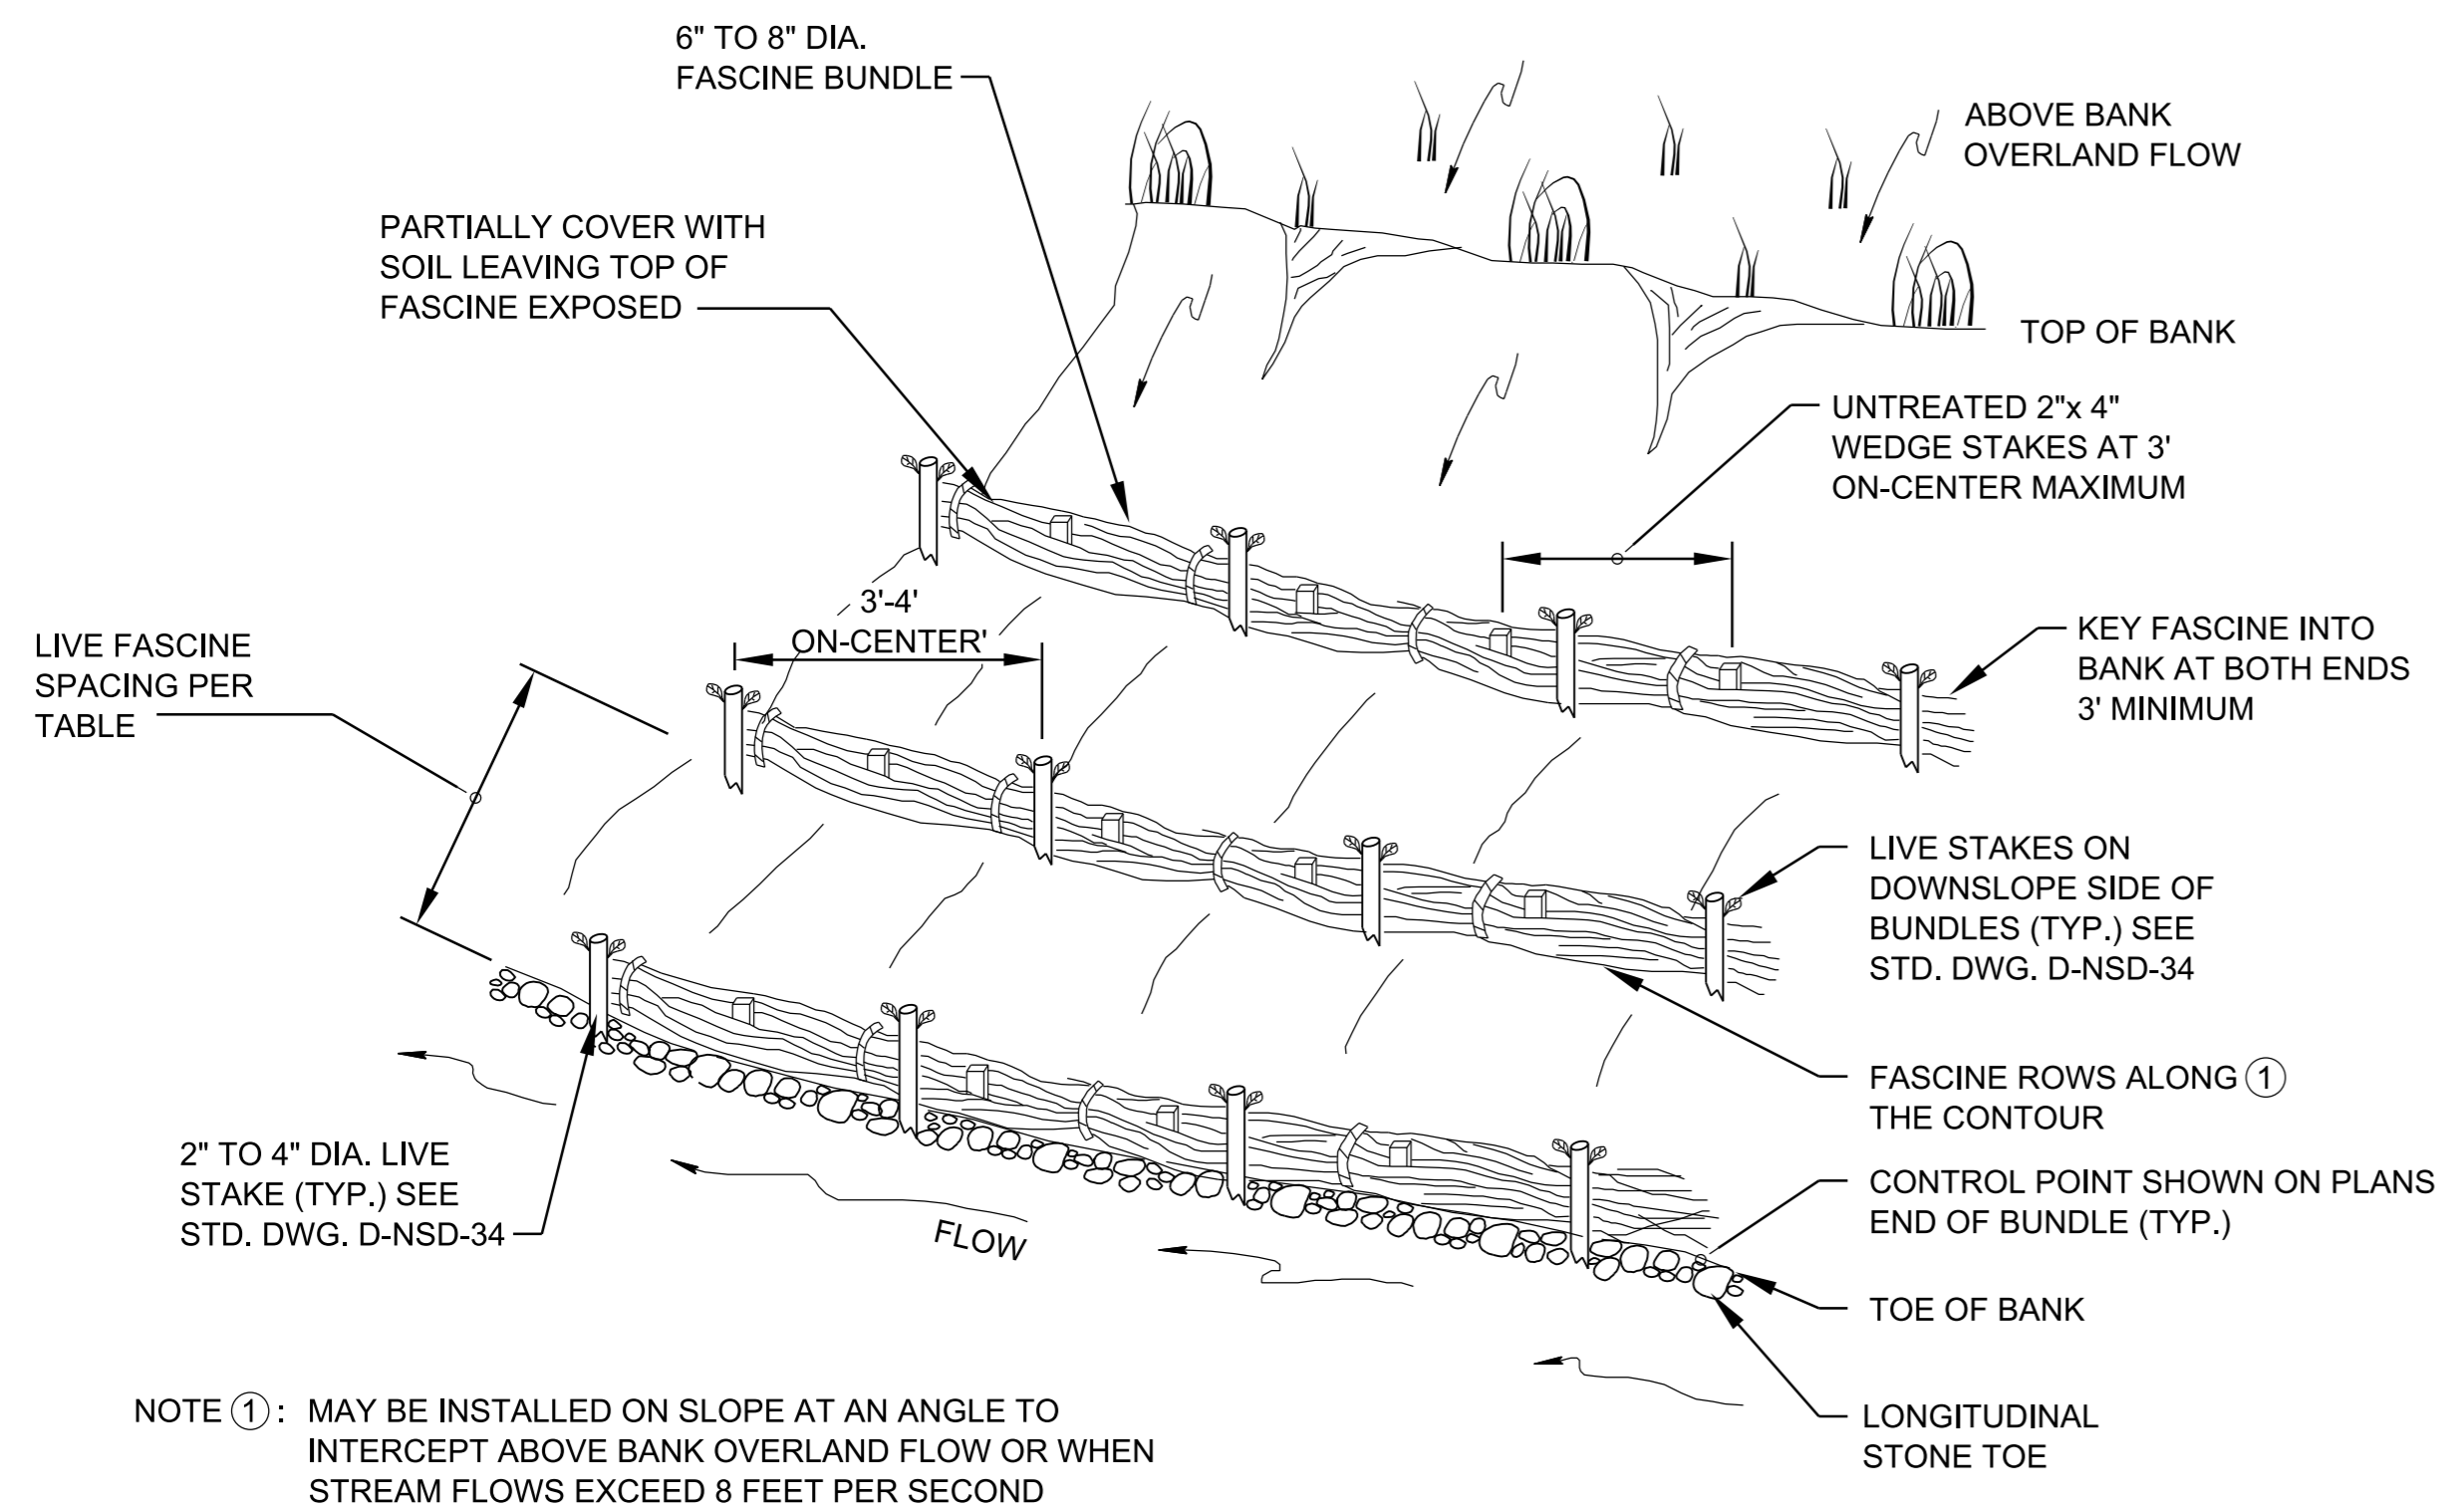 6" TO 8" DIA.
FASCINE BUNDLE
ABOVE BANK
OVERLAND FLOW
PARTIALLY COVER WITH
SOIL LEAVING TOP OF
FASCINE EXPOSED
TOP OF BANK
UNTREATED 2"x 4"
WEDGE STAKES AT 3'
ON-CENTER MAXIMUM
3'-4'
ON-CENTER'
LIVE FASCINE
SPACING PER
TABLE
KEY FASCINE INTO
BANK AT BOTH ENDS
3' MINIMUM
LIVE STAKES ON
DOWNSLOPE SIDE OF
BUNDLES (TYP.) SEE
STD. DWG. D-NSD-34
FASCINE ROWS ALONG ①
THE CONTOUR
2" TO 4" DIA. LIVE
STAKE (TYP.) SEE
STD. DWG. D-NSD-34
CONTROL POINT SHOWN ON PLANS
END OF BUNDLE (TYP.)
FLOW
TOE OF BANK
LONGITUDINAL
STONE TOE
NOTE ①: MAY BE INSTALLED ON SLOPE AT AN ANGLE TO
INTERCEPT ABOVE BANK OVERLAND FLOW OR WHEN
STREAM FLOWS EXCEED 8 FEET PER SECOND